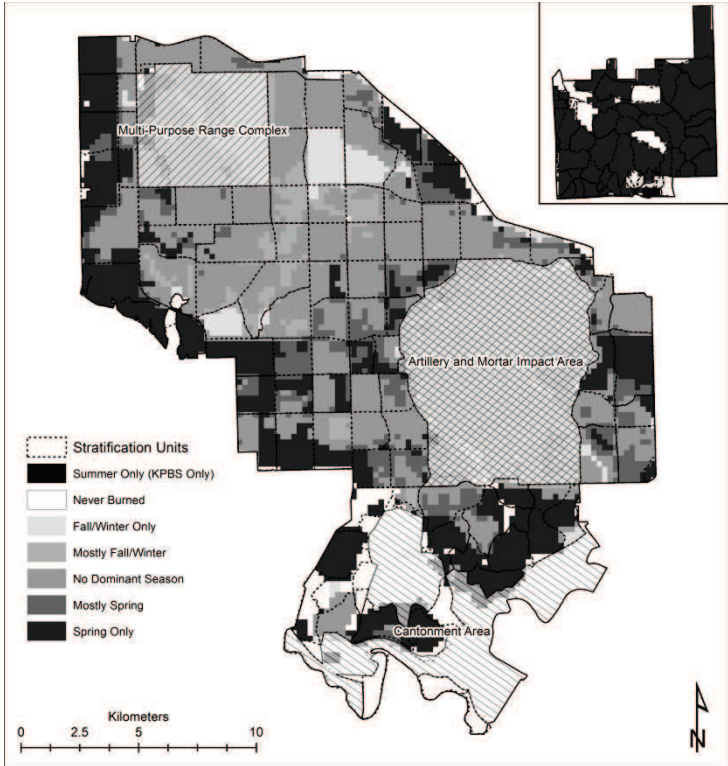 Multi-Purpose Range Complex
Artillery and Mortar Impact Area
Stratification Units
Summer Only (KPBS Only)
Never Burned
Fall/Winter Only
Mostly Fall/Winter
No Dominant Season
Mostly Spring
Spring Only
Cantonment Area
Kilometers
0 2.5 5 10
N